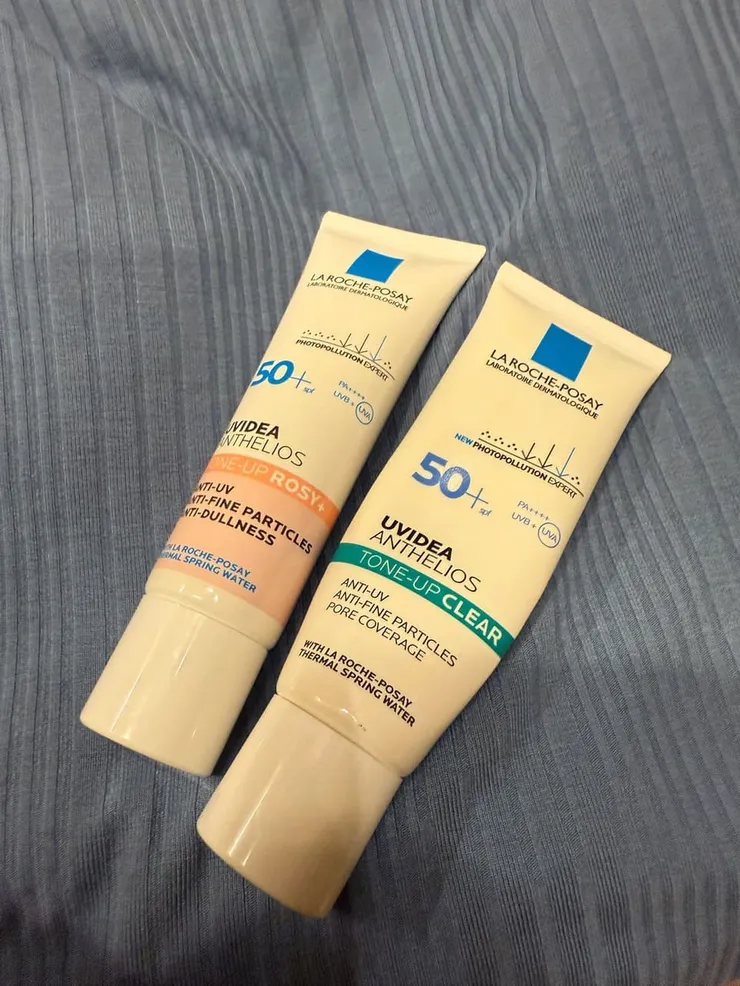 LA ROCHE-POSAY
LABORATOIRE DERMATOLOGIQUE
PHOTOPOLLUTION EXPERT
50+
spf
PA++++
UVB + UVA
UVIDEA
ANTHELIOS
TONE-UP ROSY+
ANTI-UV
ANTI-FINE PARTICLES
ANTI-DULLNESS
WITH LA ROCHE-POSAY
THERMAL SPRING WATER
LA ROCHE-POSAY
LABORATOIRE DERMATOLOGIQUE
NEW PHOTOPOLLUTION EXPERT
50+
spf
PA++++
UVB + UVA
UVIDEA
ANTHELIOS
TONE-UP CLEAR
ANTI-UV
ANTI-FINE PARTICLES
PORE COVERAGE
WITH LA ROCHE-POSAY
THERMAL SPRING WATER